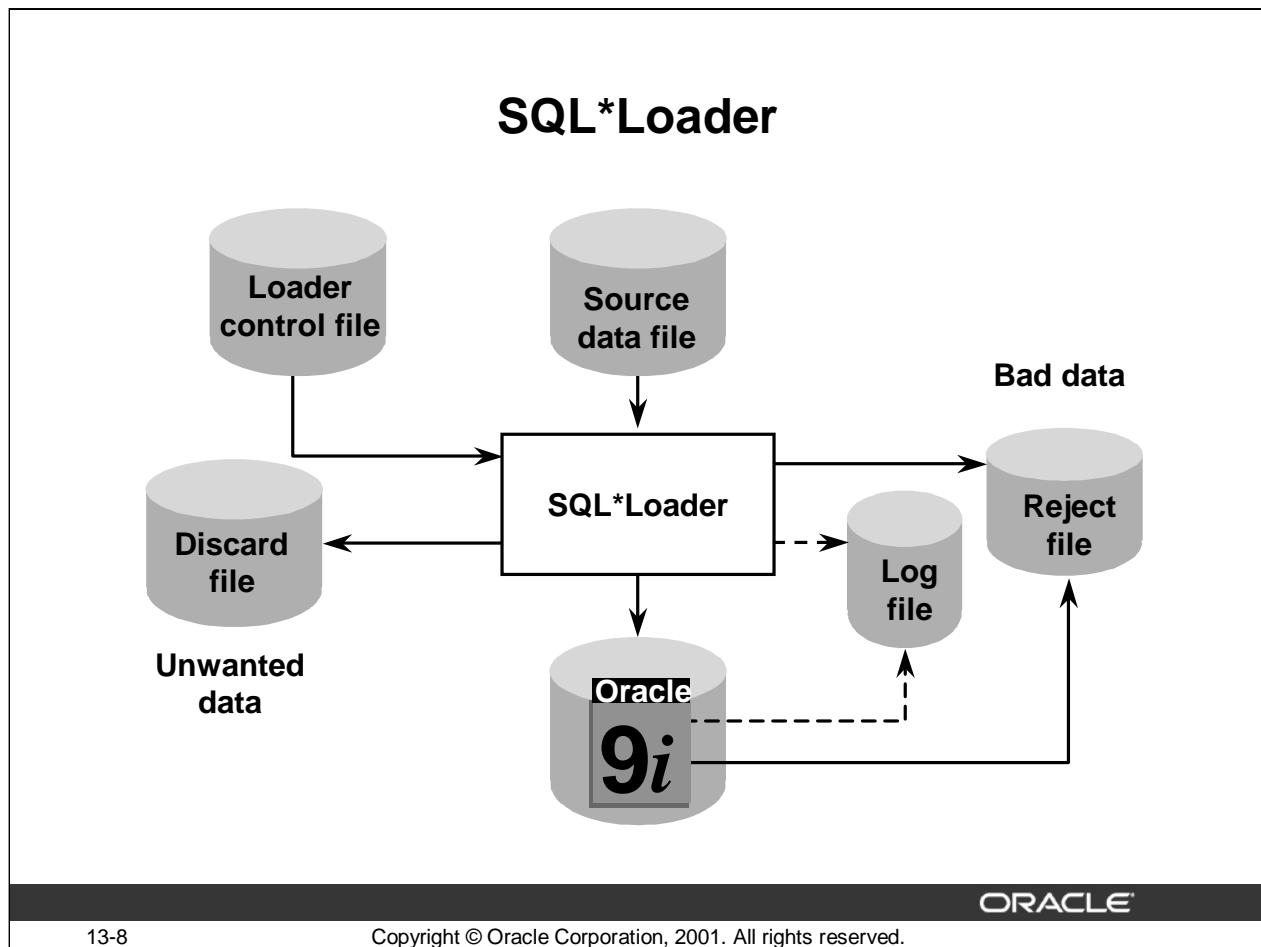 SQL*Loader
Loader
control file
Source
data file
Bad data
SQL*Loader
Reject
file
Discard
file
Log
file
Unwanted
data
Oracle
9i
ORACLE®
13-8
Copyright © Oracle Corporation, 2001. All rights reserved.